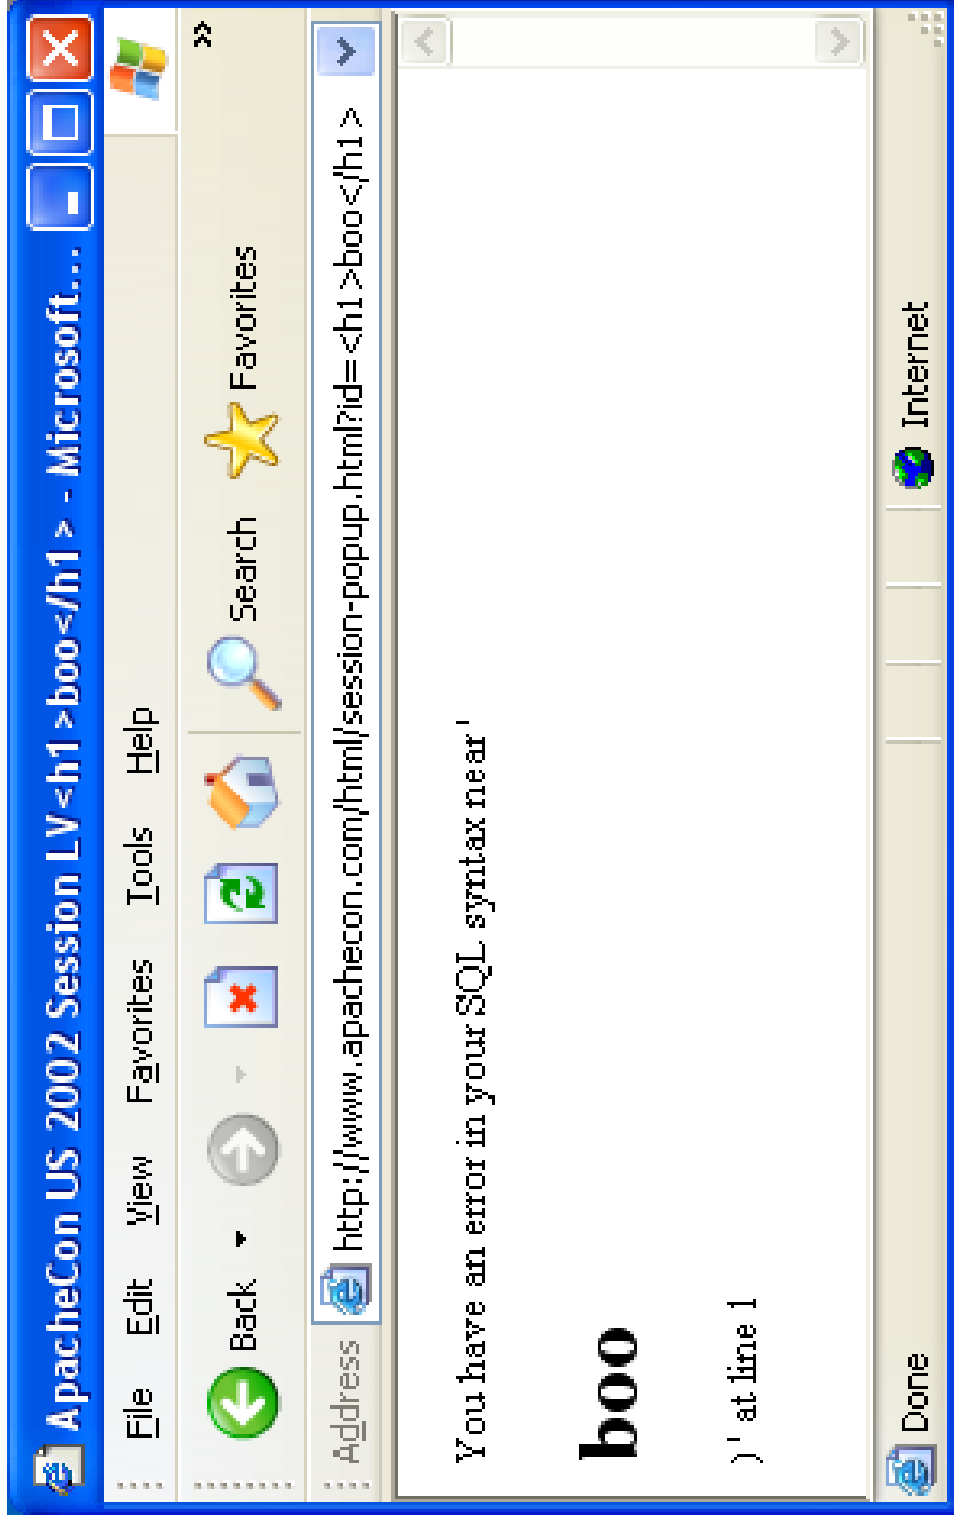 ApacheCon US 2002 Session LV<h1>boo</h1> - Microsoft...
File Edit View Favorites Tools Help
Back Search Favorites »
Address http://www.apachecon.com/html/session-popup.html?id=<h1>boo</h1>
You have an error in your SQL syntax near '
boo
)' at line 1
Done Internet